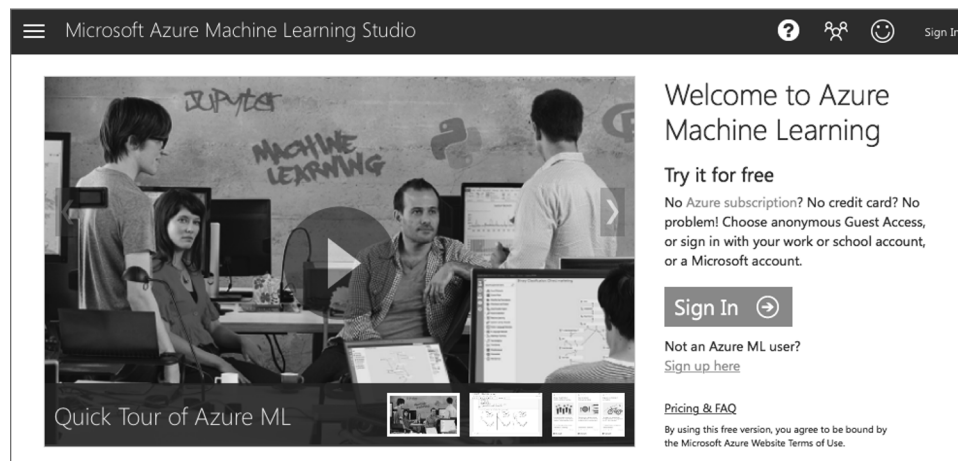 Microsoft Azure Machine Learning Studio
Sign In
JUPYTER
MACHINE
LEARNING
R
Welcome to Azure
Machine Learning
Try it for free
No Azure subscription? No credit card? No
problem! Choose anonymous Guest Access,
or sign in with your work or school account,
or a Microsoft account.
Sign In
Not an Azure ML user?
Sign up here
Quick Tour of Azure ML
Pricing & FAQ
By using this free version, you agree to be bound by
the Microsoft Azure Website Terms of Use.